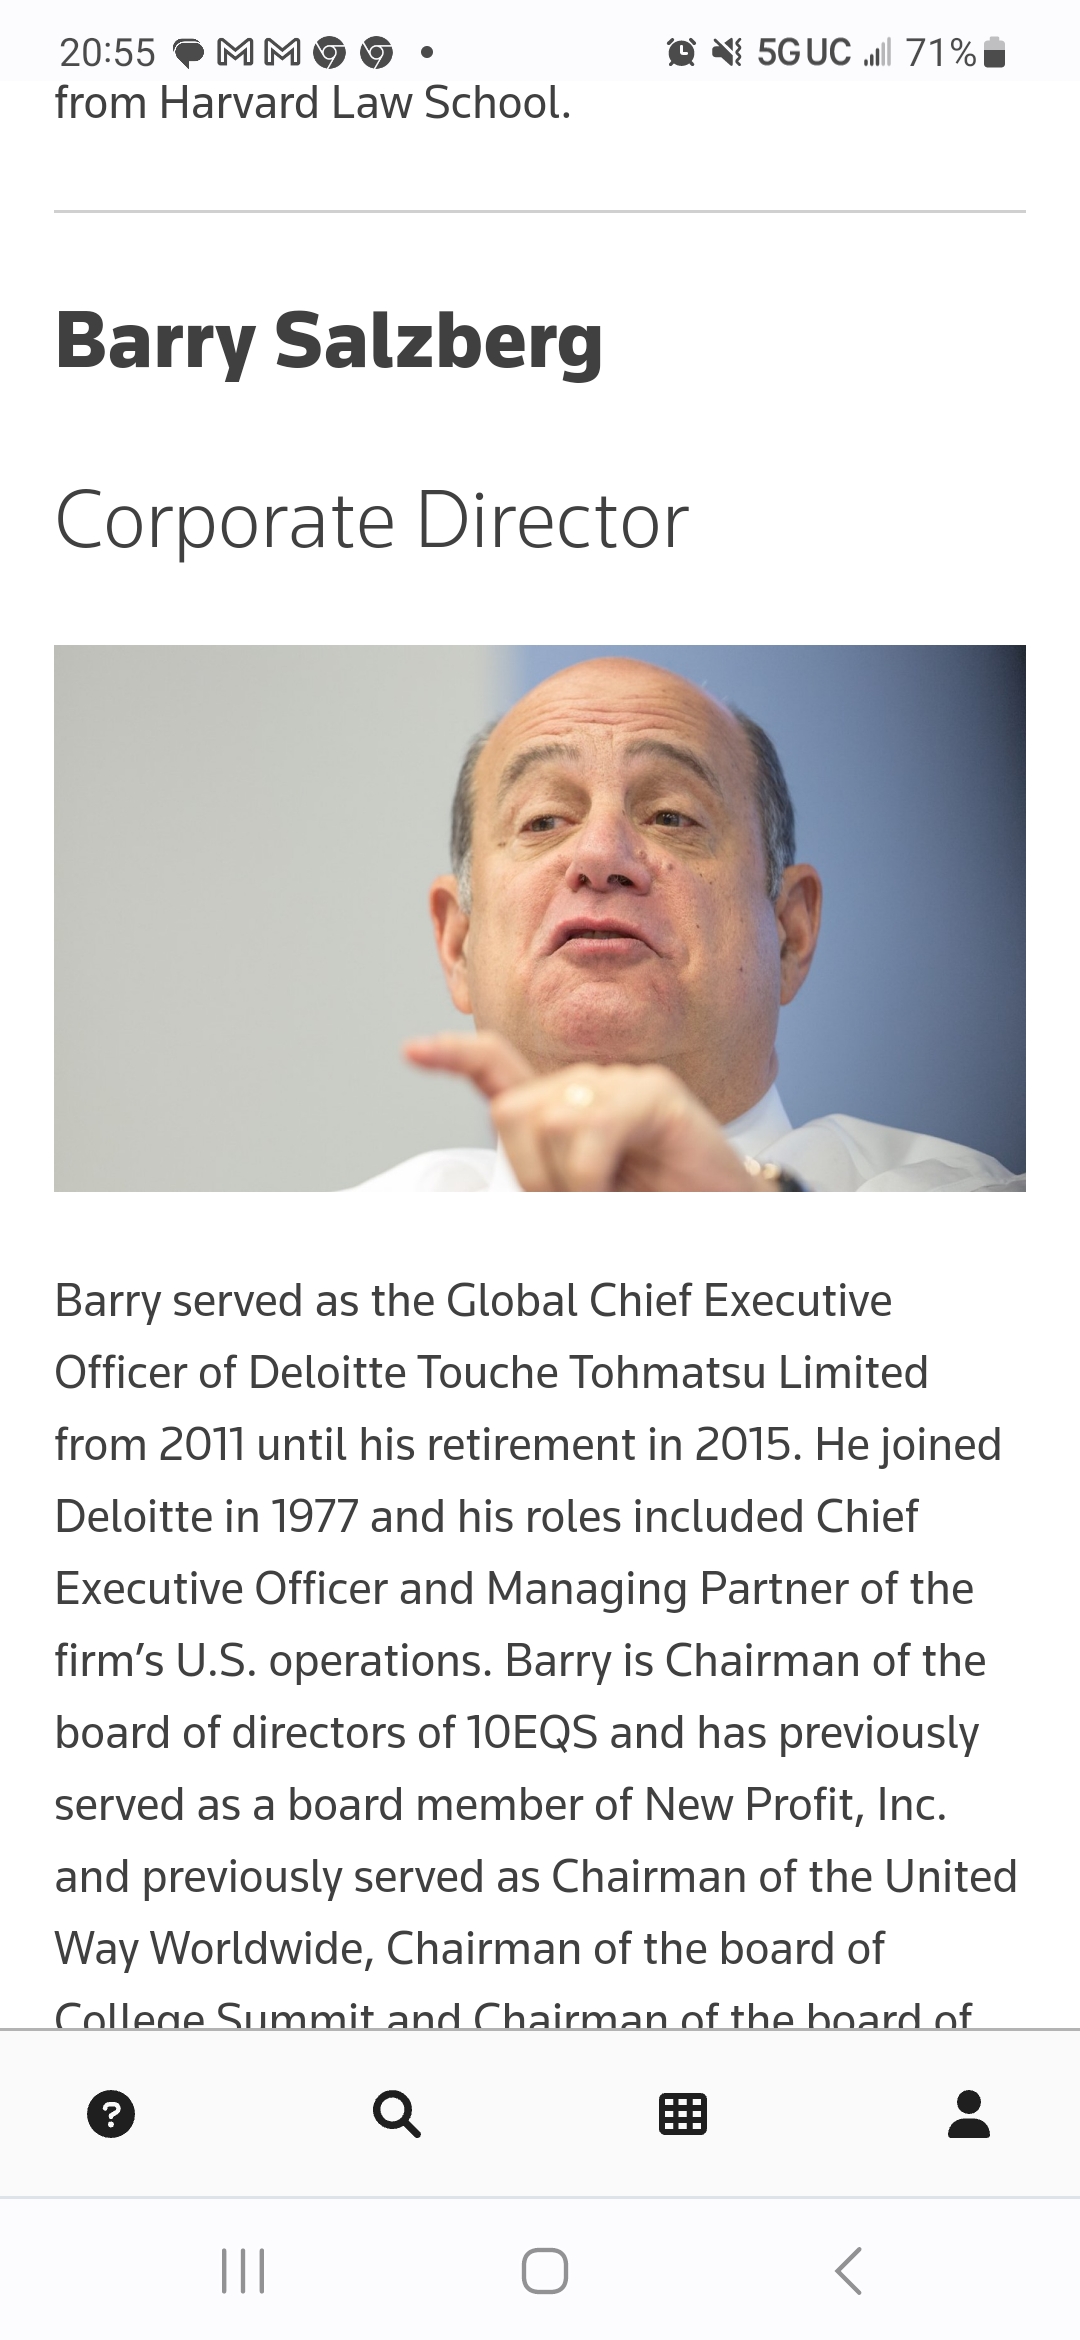 20:55 5G UC 71%
from Harvard Law School.
Barry Salzberg
Corporate Director
Barry served as the Global Chief Executive
Officer of Deloitte Touche Tohmatsu Limited
from 2011 until his retirement in 2015. He joined
Deloitte in 1977 and his roles included Chief
Executive Officer and Managing Partner of the
firm’s U.S. operations. Barry is Chairman of the
board of directors of 10EQS and has previously
served as a board member of New Profit, Inc.
and previously served as Chairman of the United
Way Worldwide, Chairman of the board of
College Summit and Chairman of the board of